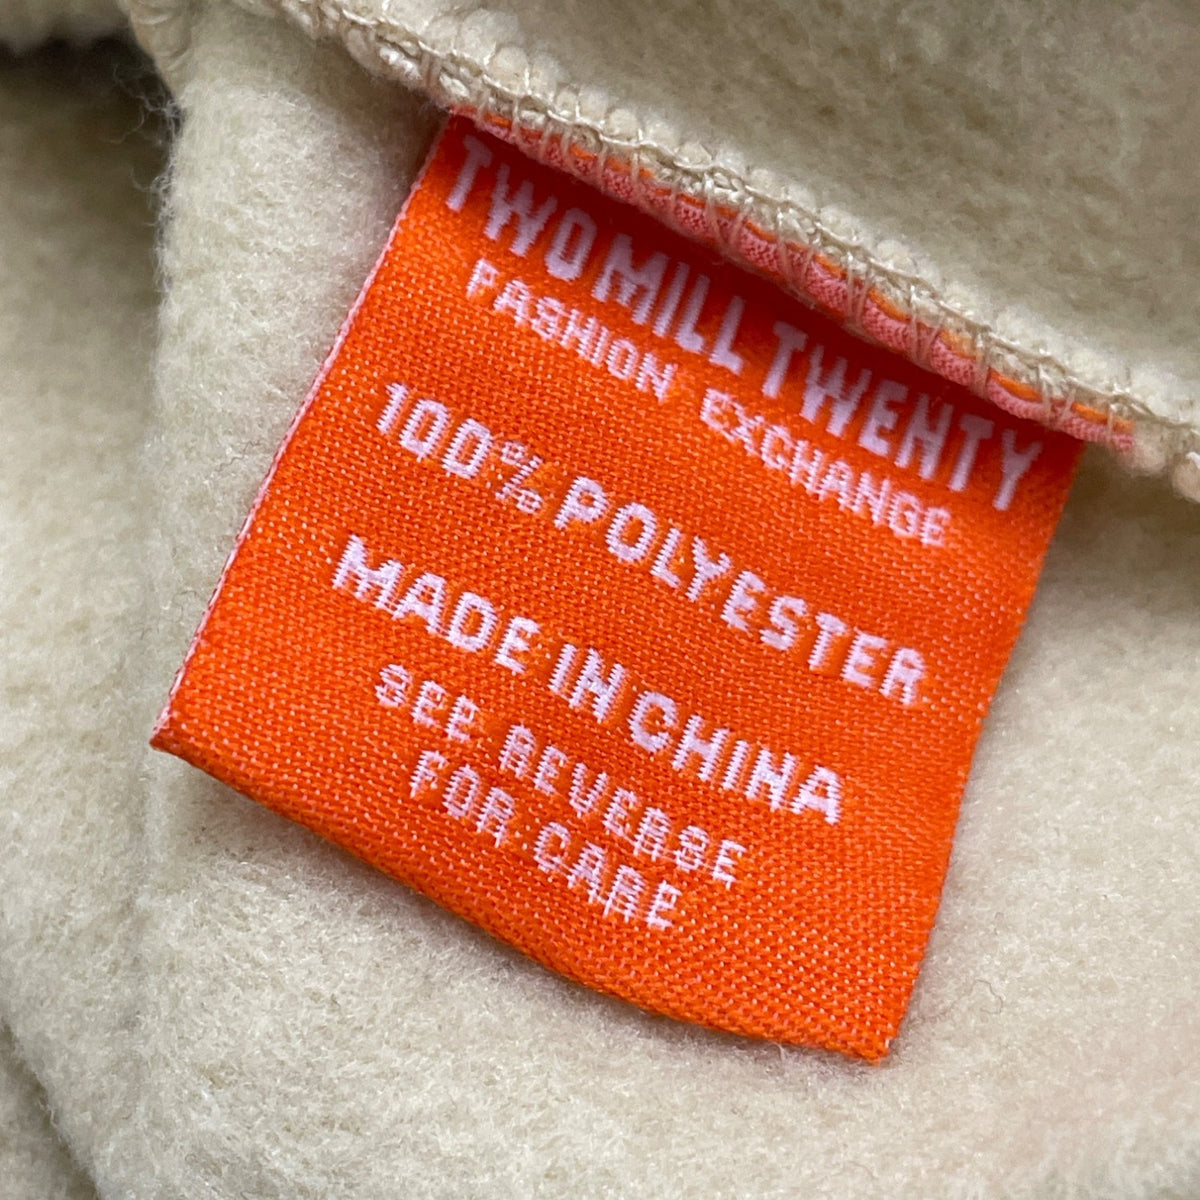 TWO MILL TWENTY
FASHION EXCHANGE
100% POLYESTER
MADE IN CHINA
SEE REVERSE
FOR CARE